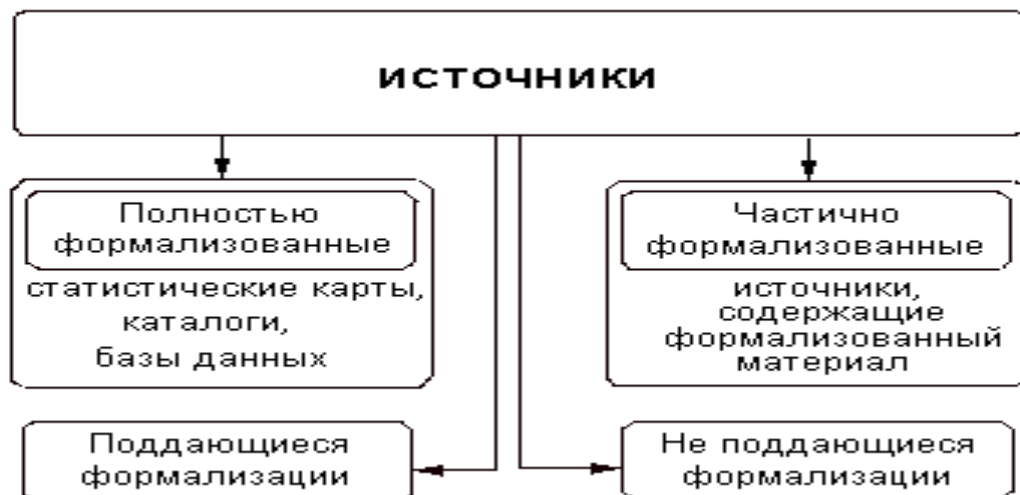 ИСТОЧНИКИ
Полностью
формализованные
статистические карты,
каталоги,
базы данных
Частично
формализованные
источники,
содержащие
формализованный
материал
Поддающиеся
формализации
Не поддающиеся
формализации